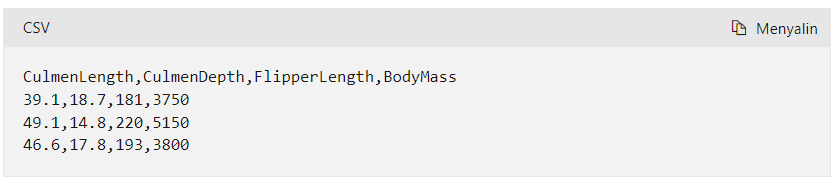 CSV
Menyalin
CulmenLength,CulmenDepth,FlipperLength,BodyMass
39.1,18.7,181,3750
49.1,14.8,220,5150
46.6,17.8,193,3800